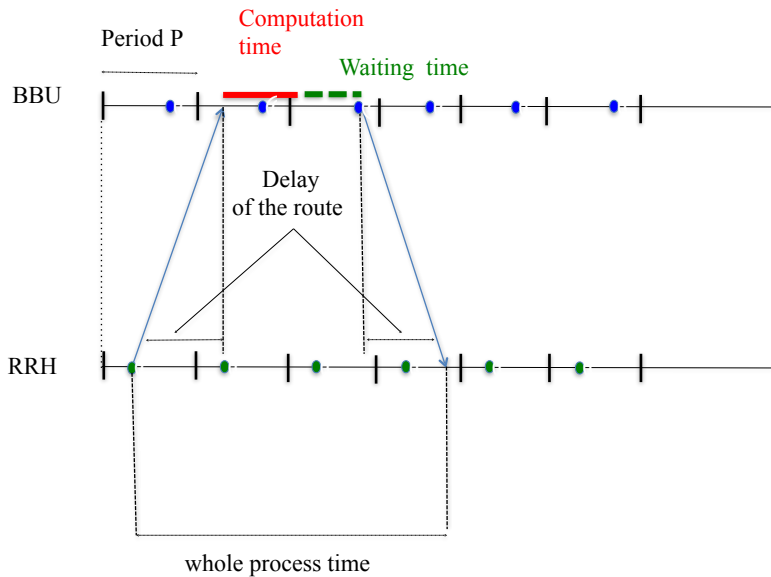 Computation
time
Period P
Waiting time
BBU
Delay
of the route
RRH
whole process time